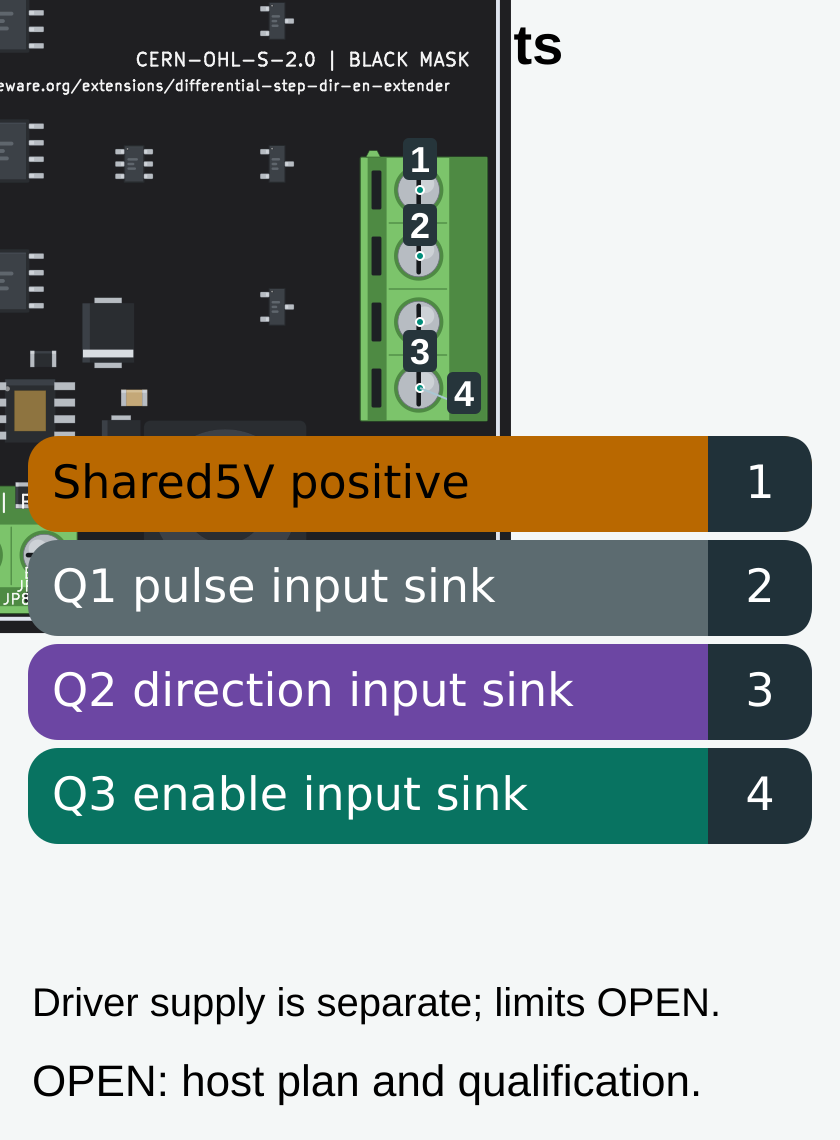 ts
CERN-OHL-S-2.0 | BLACK MASK
eware.org/extensions/differential-step-dir-en-extender
1
2
3
4
Shared5V positive 1
Q1 pulse input sink 2
Q2 direction input sink 3
Q3 enable input sink 4
Driver supply is separate; limits OPEN.
OPEN: host plan and qualification.